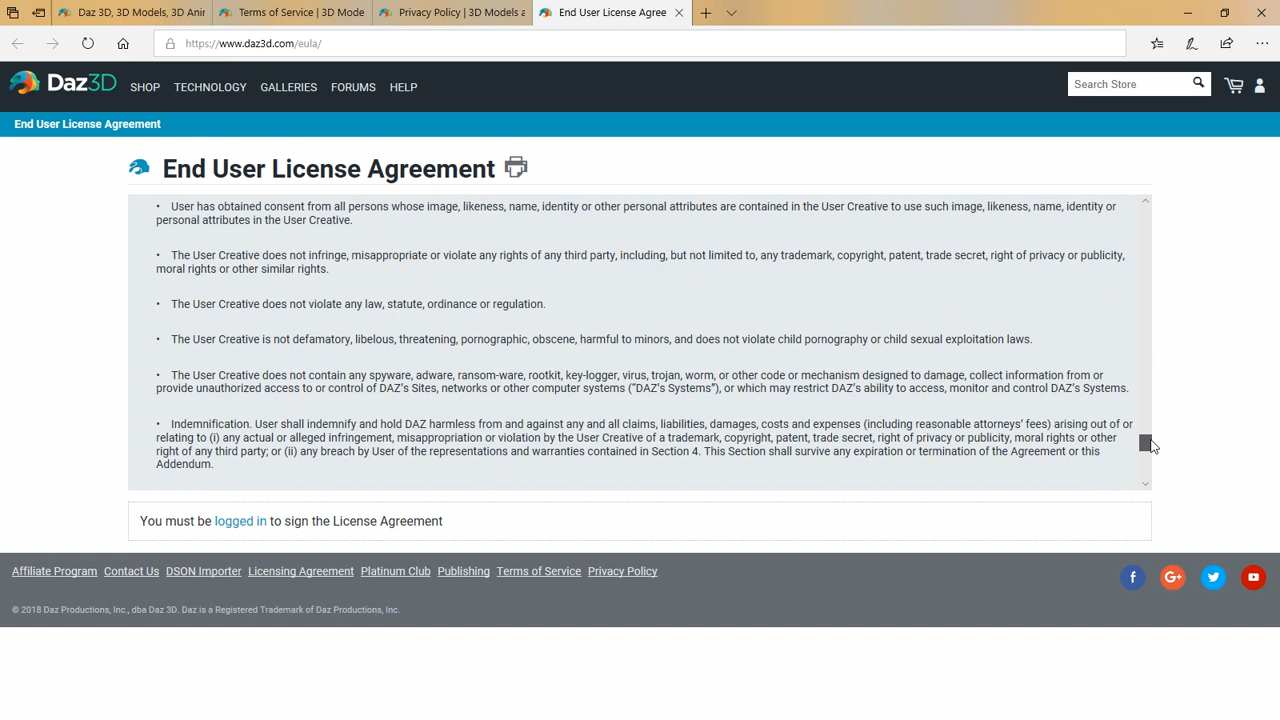 Daz 3D, 3D Models, 3D Ani
Terms of Service | 3D Mode
Privacy Policy | 3D Models a
End User License Agree
https://www.daz3d.com/eula/
Daz3D
SHOP
TECHNOLOGY
GALLERIES
FORUMS
HELP
Search Store
End User License Agreement
End User License Agreement
• User has obtained consent from all persons whose image, likeness, name, identity or other personal attributes are contained in the User Creative to use such image, likeness, name, identity or
personal attributes in the User Creative.
• The User Creative does not infringe, misappropriate or violate any rights of any third party, including, but not limited to, any trademark, copyright, patent, trade secret, right of privacy or publicity,
moral rights or other similar rights.
• The User Creative does not violate any law, statute, ordinance or regulation.
• The User Creative is not defamatory, libelous, threatening, pornographic, obscene, harmful to minors, and does not violate child pornography or child sexual exploitation laws.
• The User Creative does not contain any spyware, adware, ransom-ware, rootkit, key-logger, virus, trojan, worm, or other code or mechanism designed to damage, collect information from or
provide unauthorized access to or control of DAZ's Sites, networks or other computer systems ("DAZ's Systems"), or which may restrict DAZ's ability to access, monitor and control DAZ's Systems.
• Indemnification. User shall indemnify and hold DAZ harmless from and against any and all claims, liabilities, damages, costs and expenses (including reasonable attorneys' fees) arising out of or
relating to (i) any actual or alleged infringement, misappropriation or violation by the User Creative of a trademark, copyright, patent, trade secret, right of privacy or publicity, moral rights or other
right of any third party; or (ii) any breach by User of the representations and warranties contained in Section 4. This Section shall survive any expiration or termination of the Agreement or this
Addendum.
You must be logged in to sign the License Agreement
Affiliate Program
Contact Us
DSON Importer
Licensing Agreement
Platinum Club
Publishing
Terms of Service
Privacy Policy
© 2018 Daz Productions, Inc., dba Daz 3D. Daz is a Registered Trademark of Daz Productions, Inc.